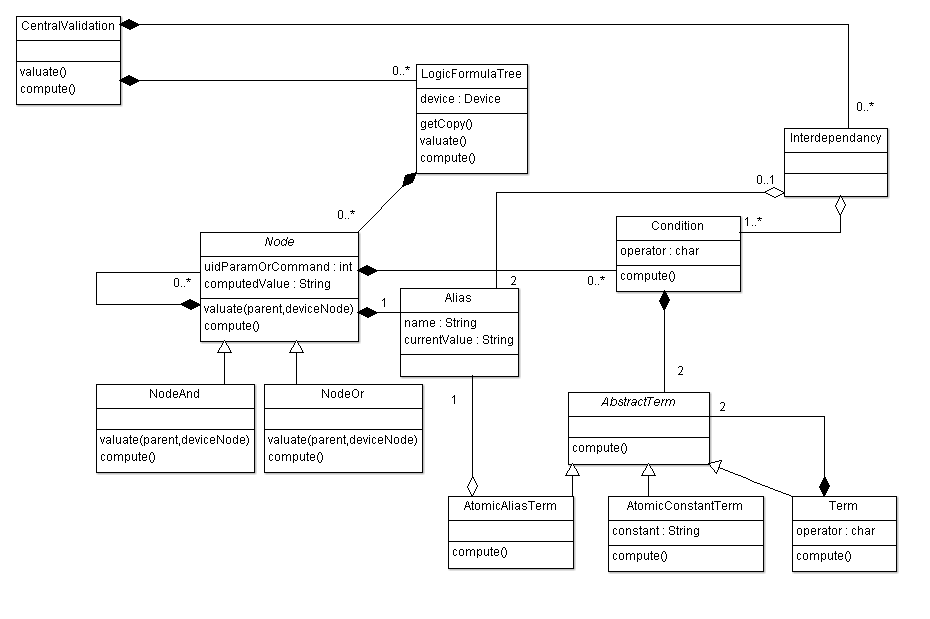 CentralValidation
valuate()
compute()
0..*
LogicFormulaTree
device : Device
getCopy()
valuate()
compute()
0..*
Interdependancy
0..1
0..*
Node
uidParamOrCommand : int
computedValue : String
valuate(parent,deviceNode)
compute()
0..*
Condition
operator : char
compute()
1..*
0..*
2
1
Alias
name : String
currentValue : String
NodeAnd
valuate(parent,deviceNode)
compute()
NodeOr
valuate(parent,deviceNode)
compute()
1
2
AbstractTerm
compute()
2
AtomicAliasTerm
compute()
AtomicConstantTerm
constant : String
compute()
Term
operator : char
compute()